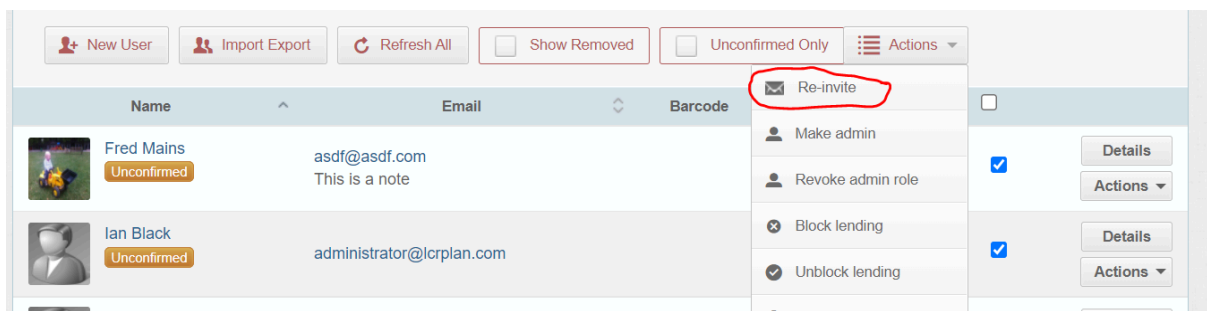 New User Import Export Refresh All Show Removed Unconfirmed Only Actions
Re-invite
Name Email Barcode
Make admin
Fred Mains
Unconfirmed
asdf@asdf.com
This is a note
Details
Actions
Revoke admin role
Block lending
Ian Black
Unconfirmed
administrator@lcrplan.com
Details
Actions
Unblock lending